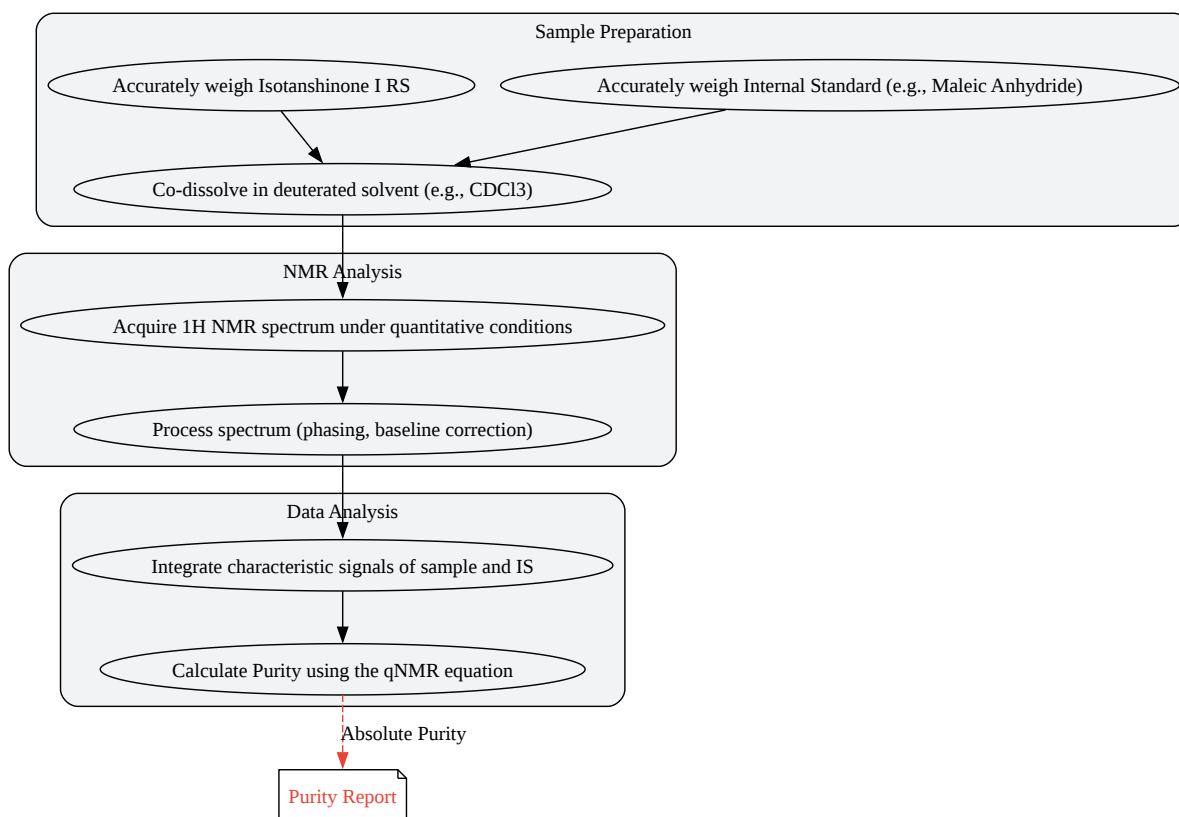 Sample Preparation
Accurately weigh Isotanshinone I RS
Accurately weigh Internal Standard (e.g., Maleic Anhydride)
Co-dissolve in deuterated solvent (e.g., CDCl3)
NMR Analysis
Acquire 1H NMR spectrum under quantitative conditions
Process spectrum (phasing, baseline correction)
Data Analysis
Integrate characteristic signals of sample and IS
Calculate Purity using the qNMR equation
Absolute Purity
Purity Report